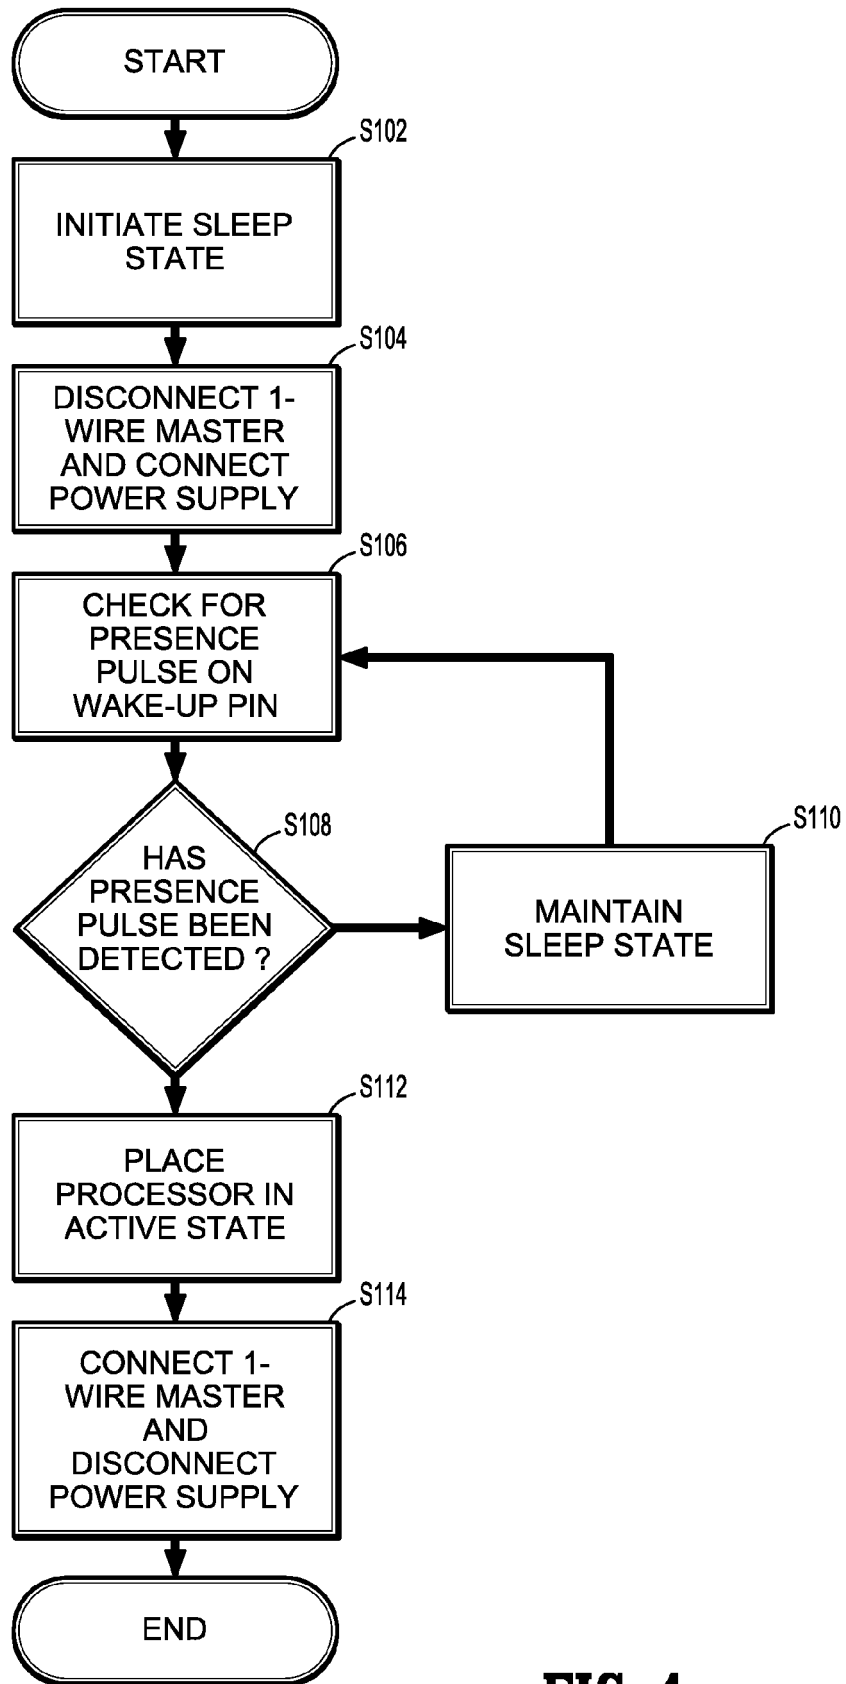 START
S102
INITIATE SLEEP
STATE
S104
DISCONNECT 1-
WIRE MASTER
AND CONNECT
POWER SUPPLY
S106
CHECK FOR
PRESENCE
PULSE ON
WAKE-UP PIN
S108
HAS
PRESENCE
PULSE BEEN
DETECTED ?
S110
MAINTAIN
SLEEP STATE
S112
PLACE
PROCESSOR IN
ACTIVE STATE
S114
CONNECT 1-
WIRE MASTER
AND
DISCONNECT
POWER SUPPLY
END